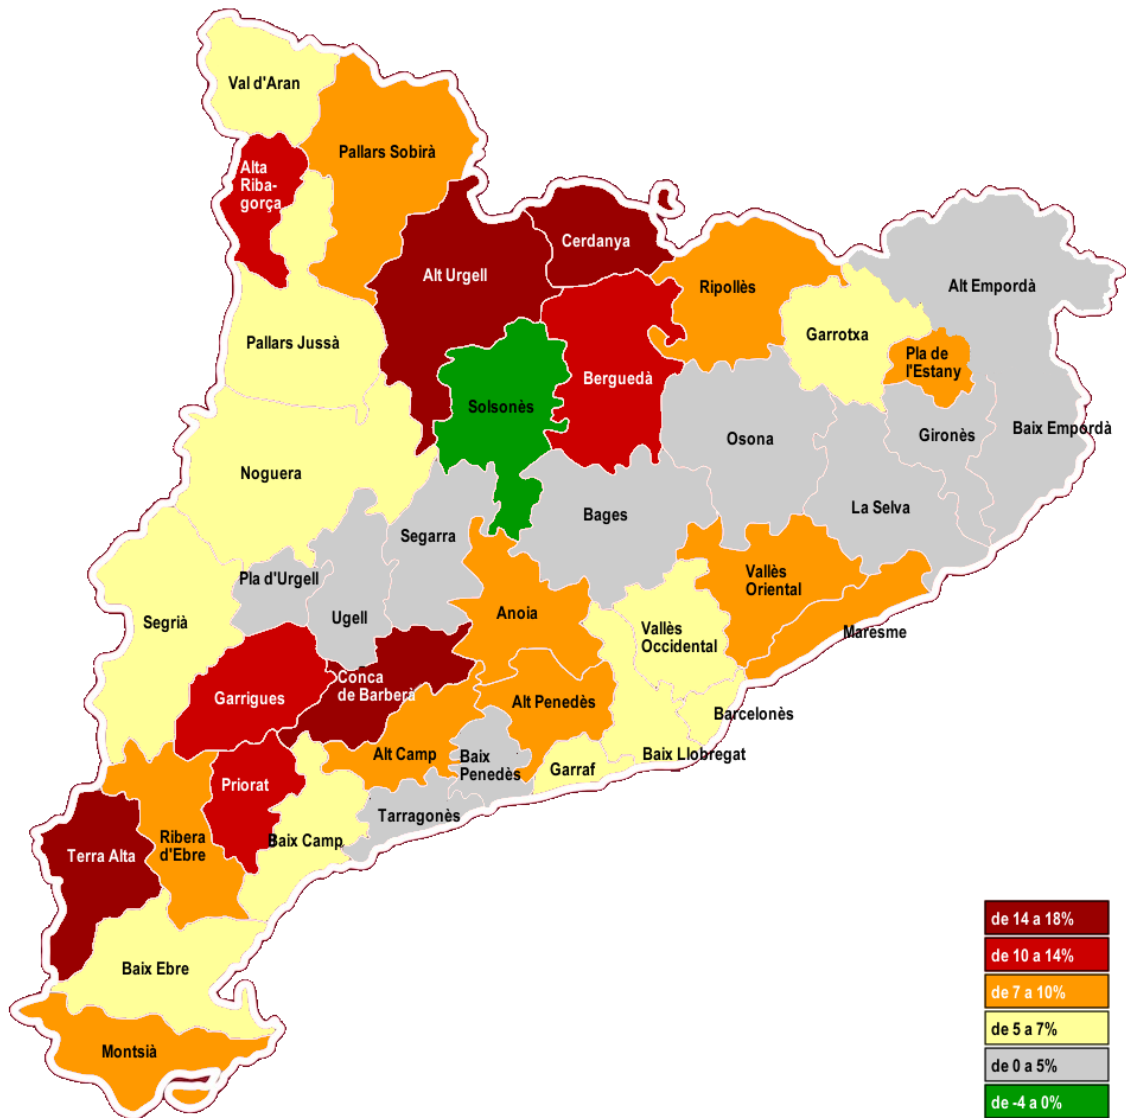 Val d'Aran
Pallars Sobirà
Alta
Riba-
gorça
Cerdanya
Alt Urgell
Ripollès
Alt Empordà
Pallars Jussà
Garrotxa
Pla de
l'Estany
Berguedà
Solsonès
Baix Empordà
Gironès
Osona
Noguera
La Selva
Bages
Segarra
Vallès
Oriental
Pla d'Urgell
Ugell
Anoia
Segrià
Maresme
Vallès
Occidental
Conca
de Barberà
Garrigues
Alt Penedès
Barcelonès
Alt Camp
Baix
Penedès
Baix Llobregat
Garraf
Priorat
Tarragonès
Ribera
d'Ebre
Baix Camp
Terra Alta
Baix Ebre
Montsià
de 14 a 18%
de 10 a 14%
de 7 a 10%
de 5 a 7%
de 0 a 5%
de -4 a 0%